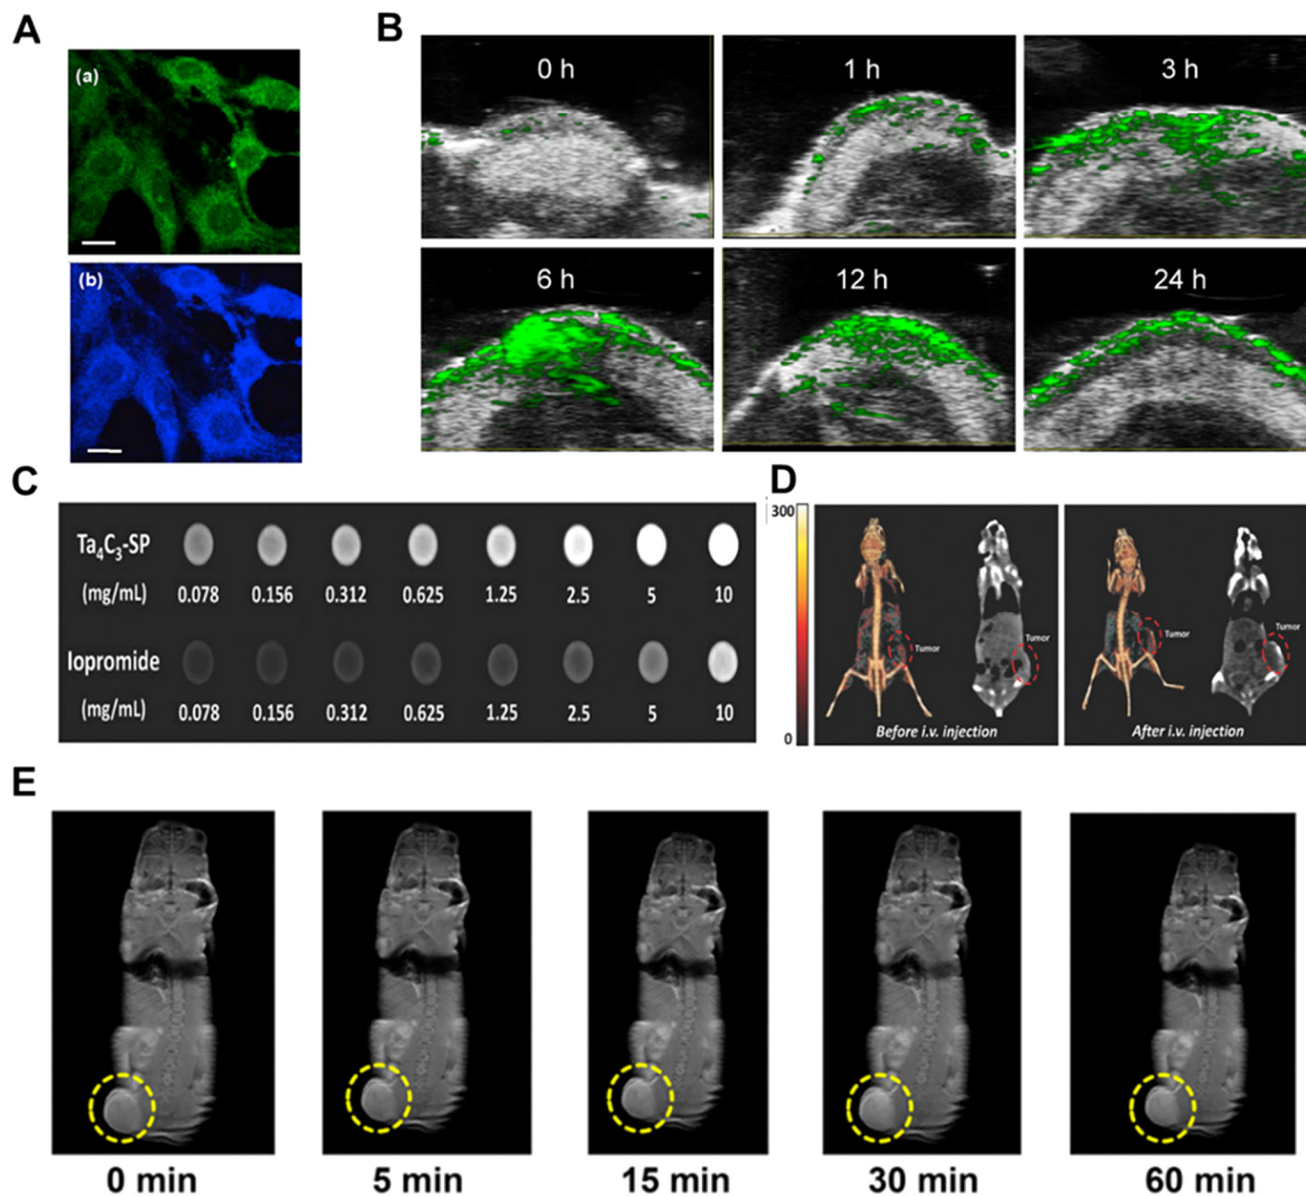 A
(a)
(b)
B
0 h
1 h
3 h
6 h
12 h
24 h
C
Ta₄C₃-SP
(mg/mL) 0.078 0.156 0.312 0.625 1.25 2.5 5 10
Iopromide
(mg/mL) 0.078 0.156 0.312 0.625 1.25 2.5 5 10
D
300
0
Tumor
Tumor
Before i.v. injection
Tumor
Tumor
After i.v. injection
E
0 min
5 min
15 min
30 min
60 min